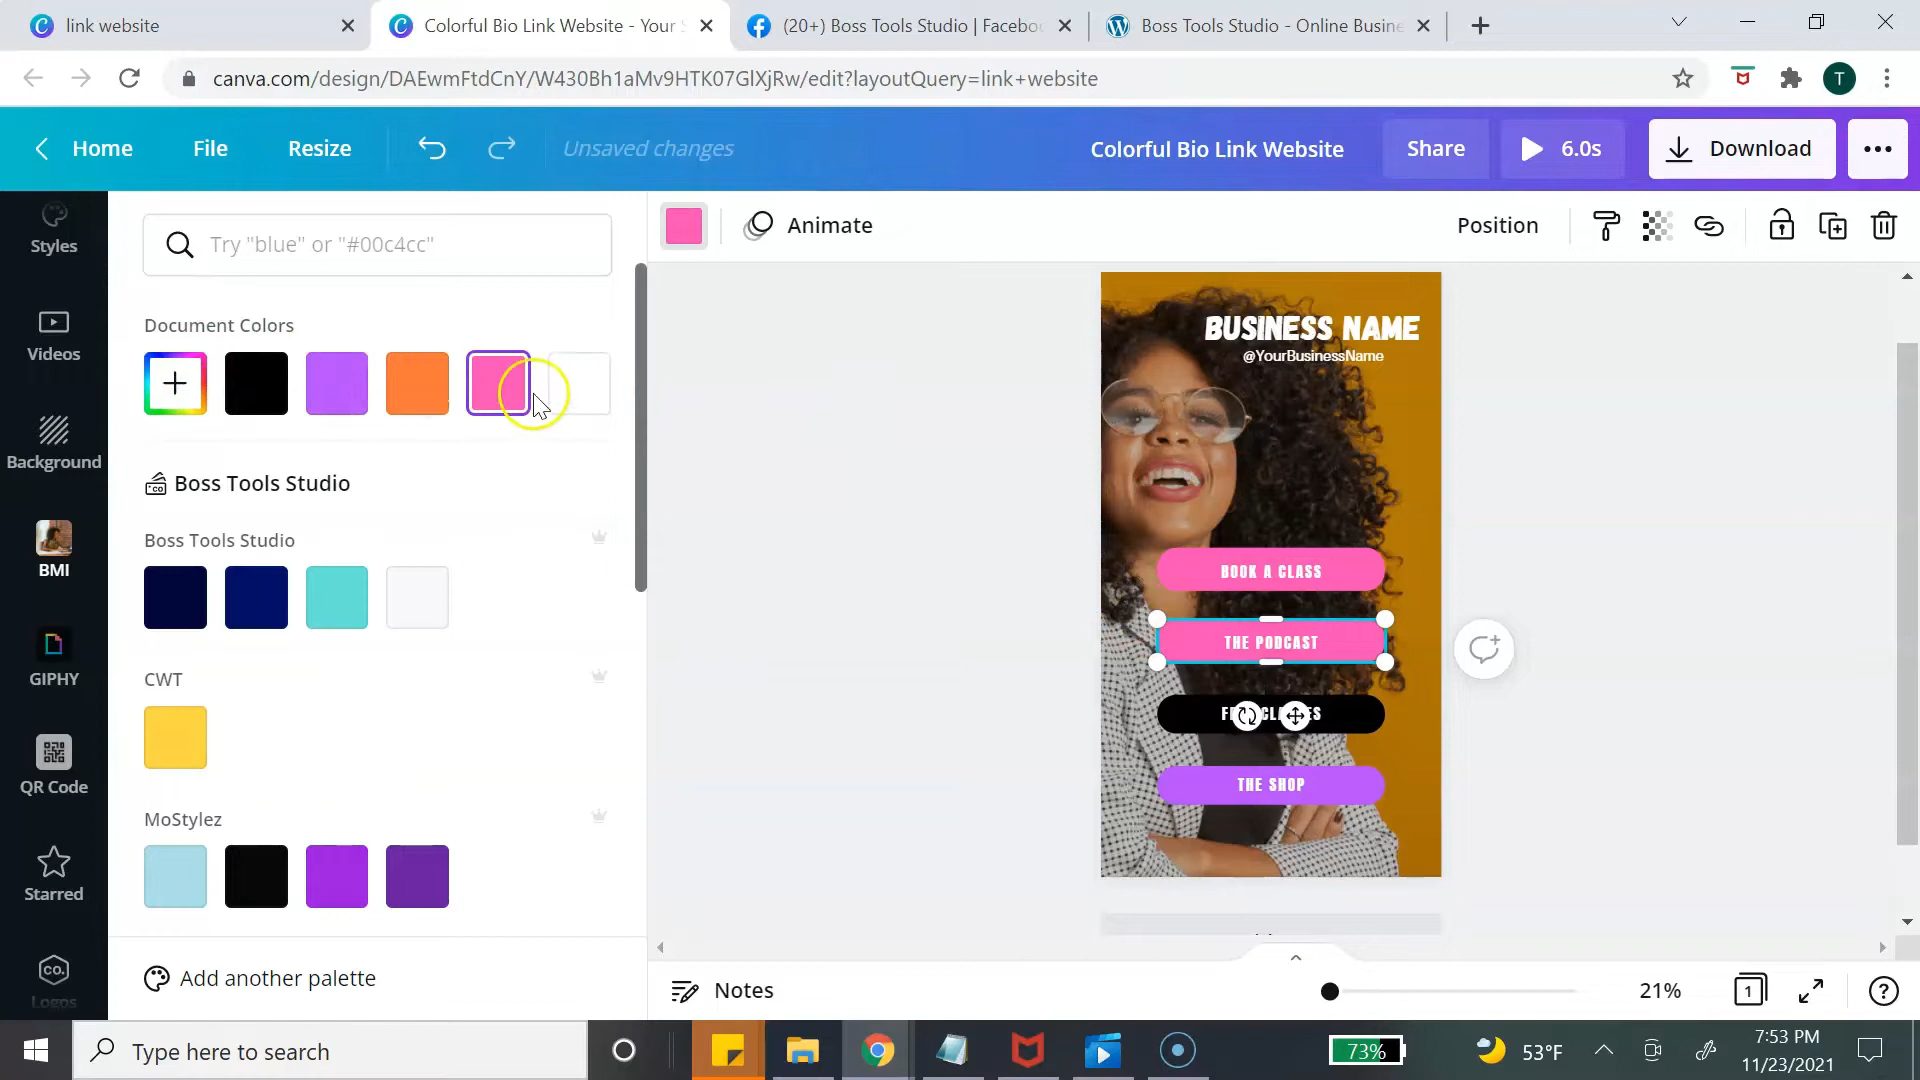 link website
Colorful Bio Link Website - Your S
(20+) Boss Tools Studio | Facebo
Boss Tools Studio - Online Busine
canva.com/design/DAEwmFtdCnY/W430Bh1aMv9HTK07GlXjRw/edit?layoutQuery=link+website
T
Home
File
Resize
Unsaved changes
Colorful Bio Link Website
Share
6.0s
Download
Styles
Videos
Background
BMI
GIPHY
QR Code
Starred
co.
Logos
Try "blue" or "#00c4cc"
Document Colors
Boss Tools Studio
Boss Tools Studio
CWT
MoStylez
Add another palette
Animate
Position
BUSINESS NAME
@YourBusinessName
BOOK A CLASS
THE PODCAST
THE SHOP
Notes
21%
1
Type here to search
73%
53°F
7:53 PM
11/23/2021